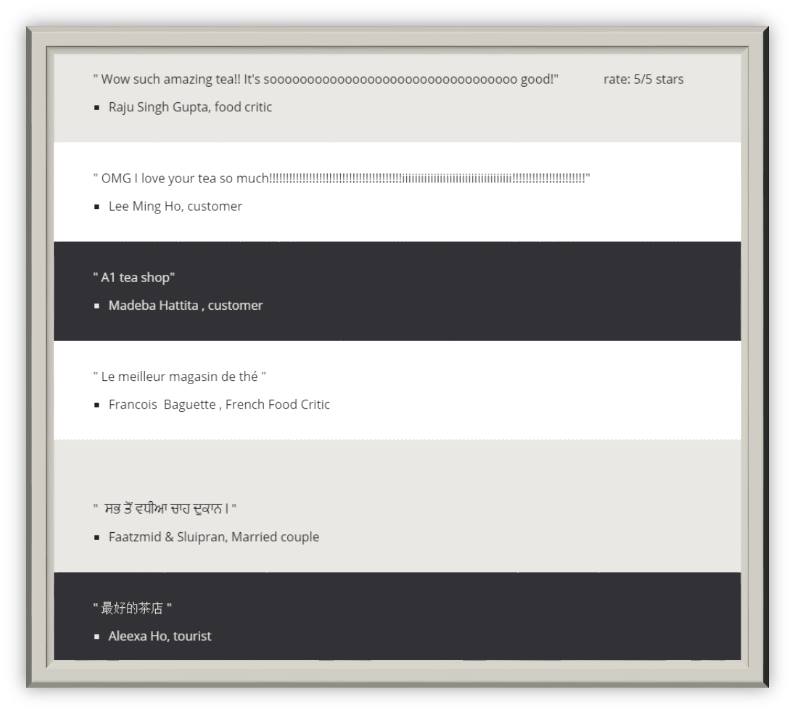 " Wow such amazing tea!! It's sooooooooooooooooooooooooooooooooo good!" rate: 5/5 stars
▪ Raju Singh Gupta, food critic
" OMG I love your tea so much!!!!!!!!!!!!!!!!!!!!!!!!!!!!!!!!!!!!!!!!iiiiiiiiiiiiiiiiiiiiiiiiiiiiiiiiii!!!!!!!!!!!!!!!!!!!!!!"
▪ Lee Ming Ho, customer
" A1 tea shop"
▪ Madeba Hattita , customer
" Le meilleur magasin de thé "
▪ Francois Baguette , French Food Critic
" ਸਭ ਤੋਂ ਵਧੀਆ ਚਾਹ ਦੁਕਾਨ । "
▪ Faatzmid & Sluipran, Married couple
" 最好的茶店 "
▪ Aleexa Ho, tourist